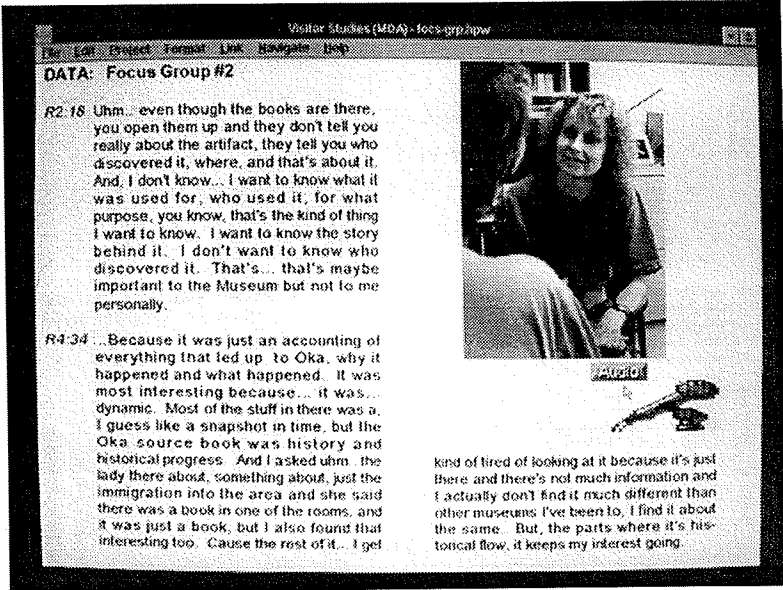 Visitor Studies (MDA) - focs-grp.hpw
File Edit Project Format Link Navigate Help
DATA: Focus Group #2
R2:18 Uhm... even though the books are there,
you open them up and they don't tell you
really about the artifact, they tell you who
discovered it, where, and that's about it.
And, I don't know... I want to know what it
was used for, who used it, for what
purpose, you know, that's the kind of thing
I want to know. I want to know the story
behind it. I don't want to know who
discovered it. That's... that's maybe
important to the Museum but not to me
personally.
R4:34 ...Because it was just an accounting of
everything that led up to Oka, why it
happened and what happened. It was
most interesting because... it was...
dynamic. Most of the stuff in there was a,
I guess like a snapshot in time, but the
Oka source book was history and
historical progress. And I asked uhm.. the
lady there about, something about, just the
immigration into the area and she said
there was a book in one of the rooms, and
it was just a book, but I also found that
interesting too. Cause the rest of it... I get
Audio
kind of tired of looking at it because it's just
there and there's not much information and
I actually don't find it much different than
other museums I've been to, I find it about
the same. But, the parts where it's his-
torical flow, it keeps my interest going.